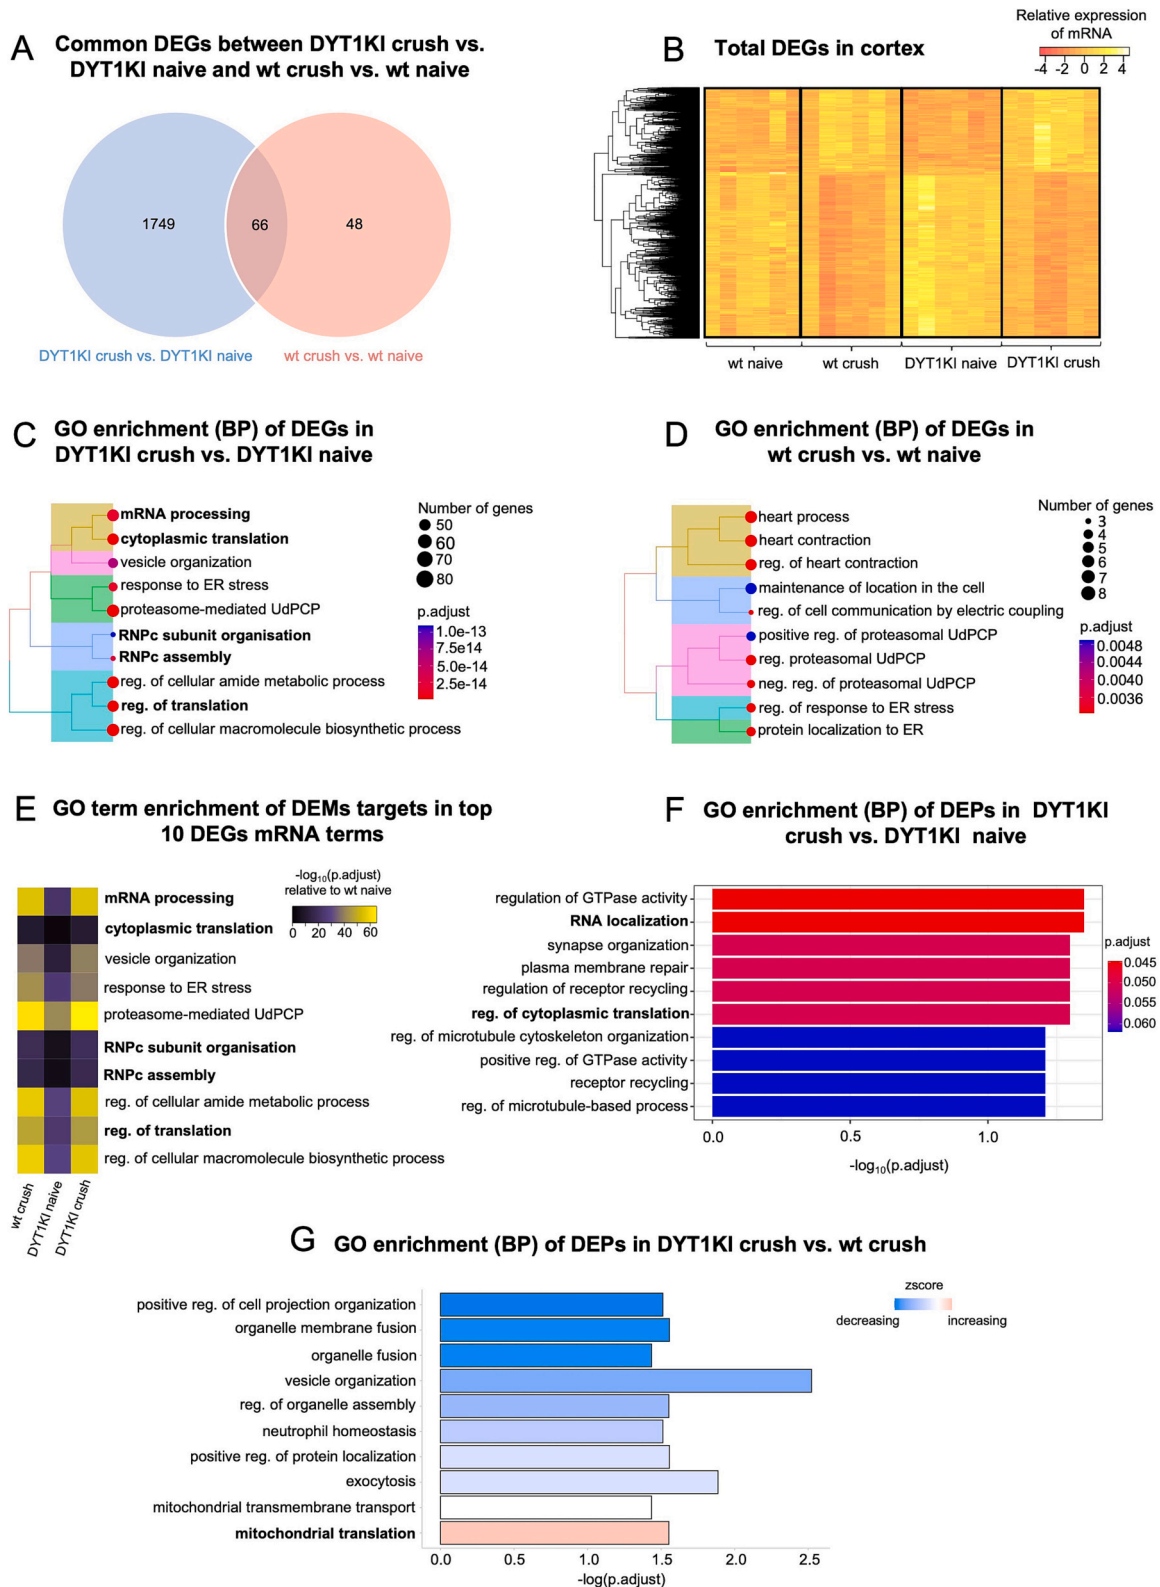 A
Common DEGs between DYT1KI crush vs.
DYT1KI naive and wt crush vs. wt naive
1749
66
48
DYT1KI crush vs. DYT1KI naive
wt crush vs. wt naive
B
Total DEGs in cortex
Relative expression
of mRNA
-4 -2 0 2 4
wt naive
wt crush
DYT1KI naive
DYT1KI crush
C
GO enrichment (BP) of DEGs in
DYT1KI crush vs. DYT1KI naive
mRNA processing
cytoplasmic translation
vesicle organization
response to ER stress
proteasome-mediated UdPCP
RNPc subunit organisation
RNPc assembly
reg. of cellular amide metabolic process
reg. of translation
reg. of cellular macromolecule biosynthetic process
Number of genes
50
60
70
80
p.adjust
1.0e-13
7.5e14
5.0e-14
2.5e-14
D
GO enrichment (BP) of DEGs in
wt crush vs. wt naive
heart process
heart contraction
reg. of heart contraction
maintenance of location in the cell
reg. of cell communication by electric coupling
positive reg. of proteasomal UdPCP
reg. proteasomal UdPCP
neg. reg. of proteasomal UdPCP
reg. of response to ER stress
protein localization to ER
Number of genes
3
4
5
6
7
8
p.adjust
0.0048
0.0044
0.0040
0.0036
E
GO term enrichment of DEMs targets in top
10 DEGs mRNA terms
-log10(p.adjust)
relative to wt naive
0 20 40 60
mRNA processing
cytoplasmic translation
vesicle organization
response to ER stress
proteasome-mediated UdPCP
RNPc subunit organisation
RNPc assembly
reg. of cellular amide metabolic process
reg. of translation
reg. of cellular macromolecule biosynthetic process
wt crush
DYT1KI naive
DYT1KI crush
F
GO enrichment (BP) of DEPs in DYT1KI
crush vs. DYT1KI naive
regulation of GTPase activity
RNA localization
synapse organization
plasma membrane repair
regulation of receptor recycling
reg. of cytoplasmic translation
reg. of microtubule cytoskeleton organization
positive reg. of GTPase activity
receptor recycling
reg. of microtubule-based process
0.0 0.5 1.0
-log10(p.adjust)
p.adjust
0.045
0.050
0.055
0.060
G
GO enrichment (BP) of DEPs in DYT1KI crush vs. wt crush
zscore
decreasing increasing
positive reg. of cell projection organization
organelle membrane fusion
organelle fusion
vesicle organization
reg. of organelle assembly
neutrophil homeostasis
positive reg. of protein localization
exocytosis
mitochondrial transmembrane transport
mitochondrial translation
0.0 0.5 1.0 1.5 2.0 2.5
-log(p.adjust)